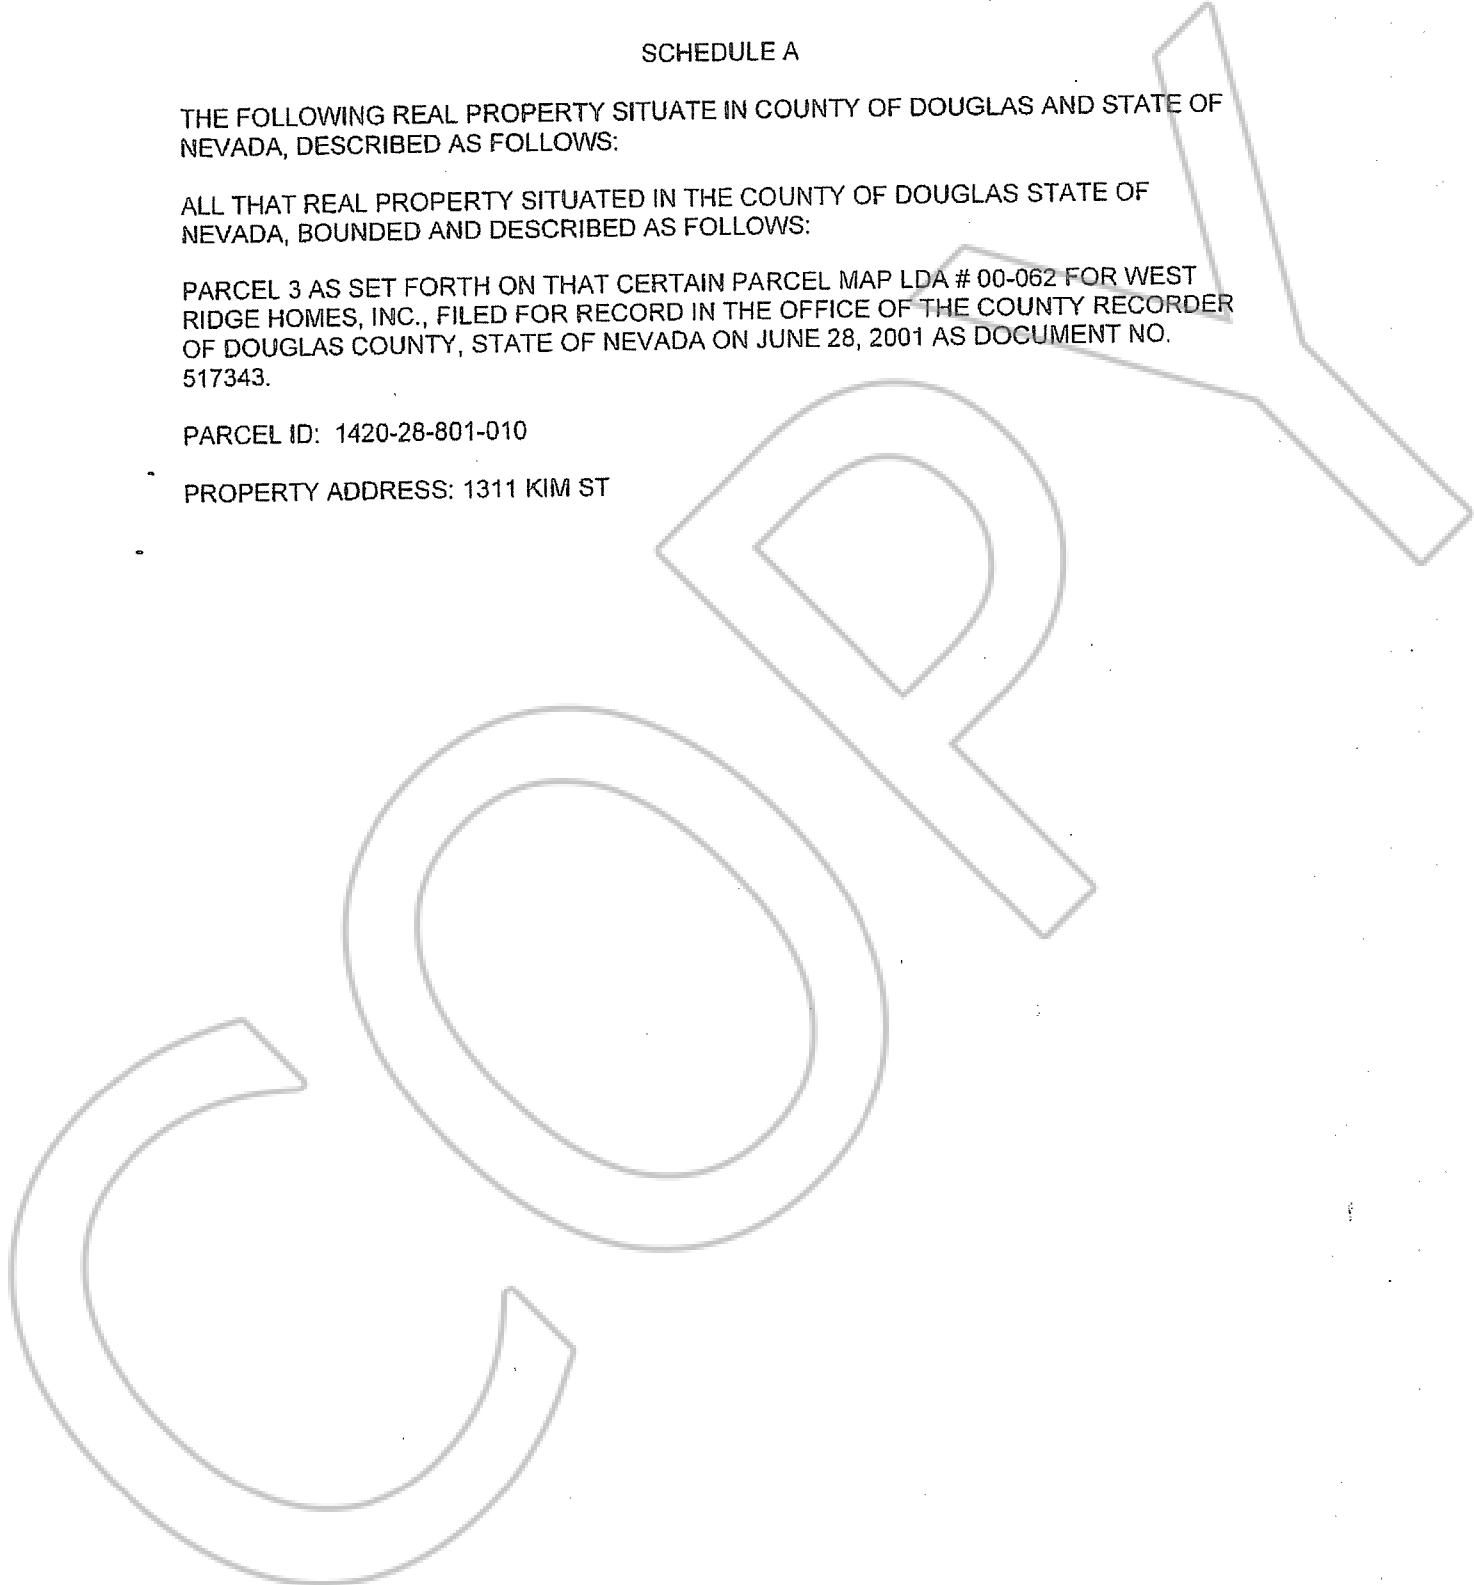 SCHEDULE A
THE FOLLOWING REAL PROPERTY SITUATE IN COUNTY OF DOUGLAS AND STATE OF
NEVADA, DESCRIBED AS FOLLOWS:
ALL THAT REAL PROPERTY SITUATED IN THE COUNTY OF DOUGLAS STATE OF
NEVADA, BOUNDED AND DESCRIBED AS FOLLOWS:
PARCEL 3 AS SET FORTH ON THAT CERTAIN PARCEL MAP LDA # 00-062 FOR WEST
RIDGE HOMES, INC., FILED FOR RECORD IN THE OFFICE OF THE COUNTY RECORDER
OF DOUGLAS COUNTY, STATE OF NEVADA ON JUNE 28, 2001 AS DOCUMENT NO.
517343.
PARCEL ID: 1420-28-801-010
PROPERTY ADDRESS: 1311 KIM ST
COPY